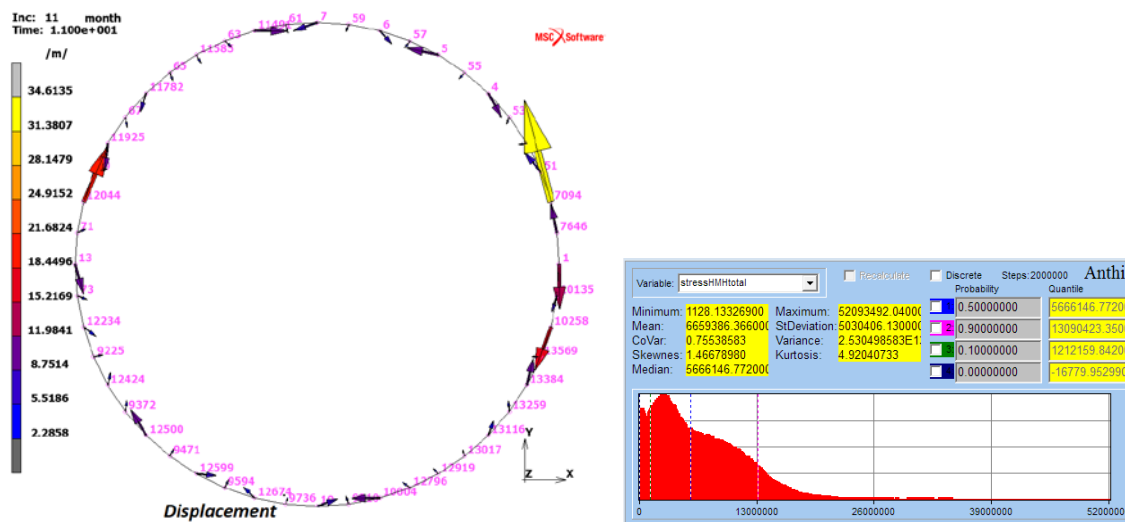 Inc: 11 month
Time: 1.100e+001
/m/
34.6135
31.3807
28.1479
24.9152
21.6824
18.4496
15.2169
11.9841
8.7514
5.5186
2.2858
MSC Software
61
7
59
6
57
5
55
4
53
51
7094
7646
1
10135
10258
13569
13384
13259
13116
13017
12919
12796
10004
9736
12674
9594
12599
9471
12500
9372
12424
9225
12234
73
13
71
12044
11925
67
11782
65
11585
63
Y
Z X
Displacement
Variable: stressHMHtotal
Recalculate
Discrete Steps:2000000 Anthi
Probability Quantile
Minimum: 1128.13326900 Maximum: 52093492.04000
Mean: 6659386.366000 StDeviation: 5030406.130000
CoVar: 0.75538583 Variance: 2.530498583E1
Skewnes: 1.46678980 Kurtosis: 4.92040733
Median: 5666146.772000
1 0.50000000 5666146.77200
2 0.90000000 13090423.3500
3 0.10000000 1212159.84200
0.00000000 -16779.952990
0 13000000 26000000 39000000 5200000